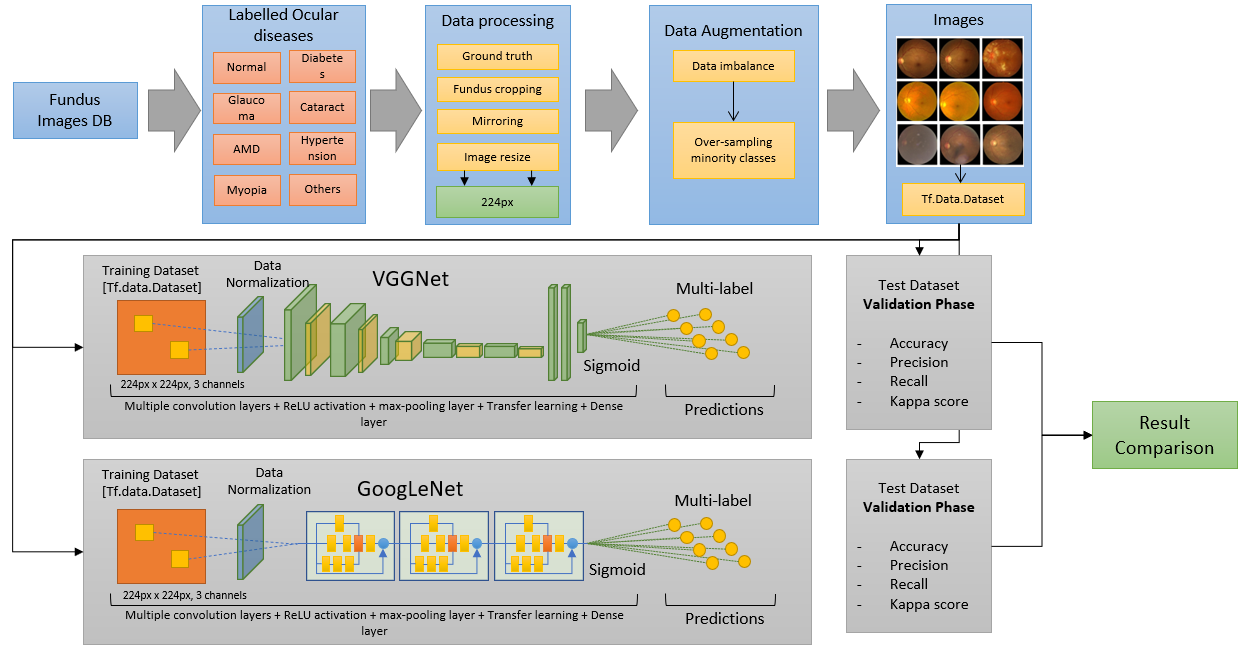 Fundus
Images DB
Labelled Ocular
diseases
Normal
Diabete
s
Glauco
ma
Cataract
AMD
Hyperte
nsion
Myopia
Others
Data processing
Ground truth
Fundus cropping
Mirroring
Image resize
224px
Data Augmentation
Data imbalance
Over-sampling
minority classes
Images
Tf.Data.Dataset
Training Dataset
[Tf.data.Dataset]
Data
Normalization
VGGNet
Multi-label
Sigmoid
224px x 224px, 3 channels
Multiple convolution layers + ReLU activation + max-pooling layer + Transfer learning + Dense
layer
Predictions
Test Dataset
Validation Phase
- Accuracy
- Precision
- Recall
- Kappa score
Training Dataset
[Tf.data.Dataset]
Data
Normalization
GoogLeNet
Multi-label
Sigmoid
224px x 224px, 3 channels
Multiple convolution layers + ReLU activation + max-pooling layer + Transfer learning + Dense
layer
Predictions
Test Dataset
Validation Phase
- Accuracy
- Precision
- Recall
- Kappa score
Result
Comparison